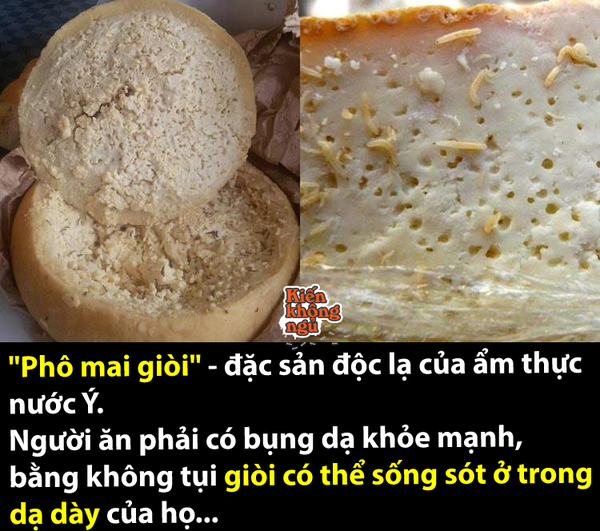 Kiến
không
ngủ
"Phô mai giòi" - đặc sản độc lạ của ẩm thực
nước Ý.
Người ăn phải có bụng dạ khỏe mạnh,
bằng không tụi giòi có thể sống sót ở trong
dạ dày của họ...